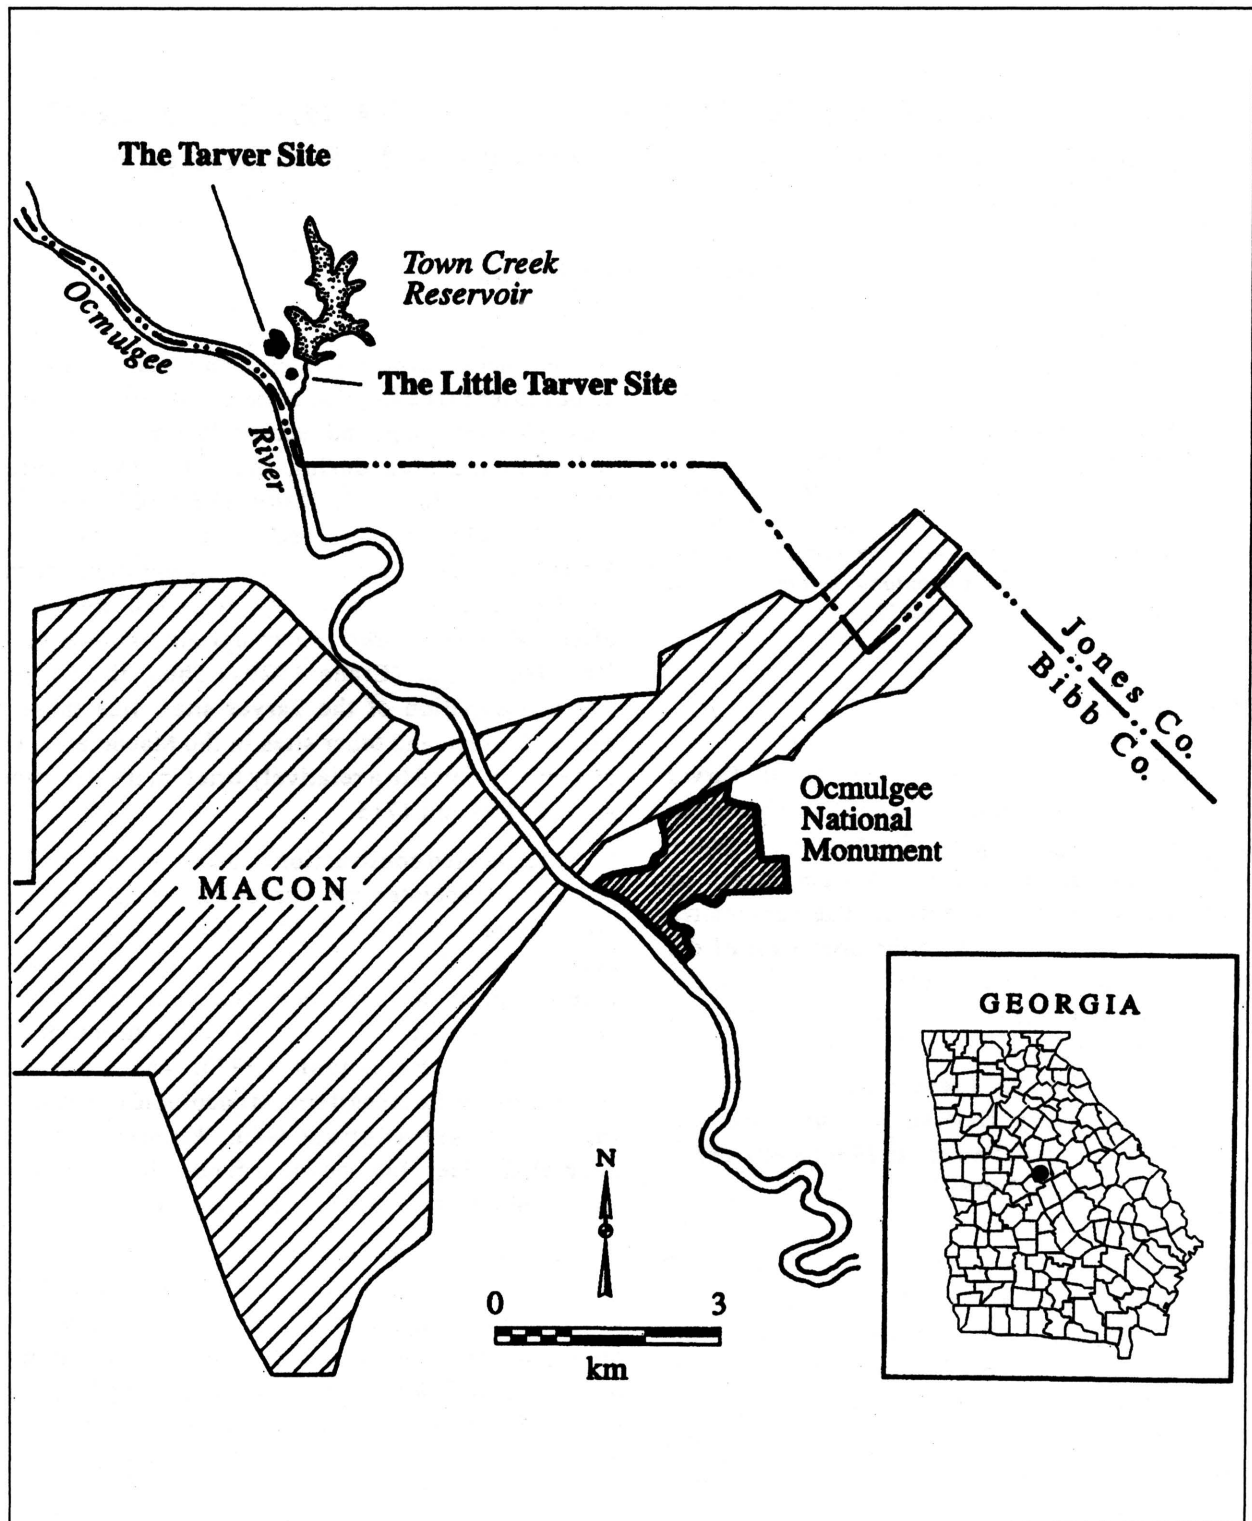 The Tarver Site
Town Creek
Reservoir
Ocmulgee
River
The Little Tarver Site
Jones Co.
Bibb Co.
Ocmulgee
National
Monument
MACON
GEORGIA
N
0 3
km